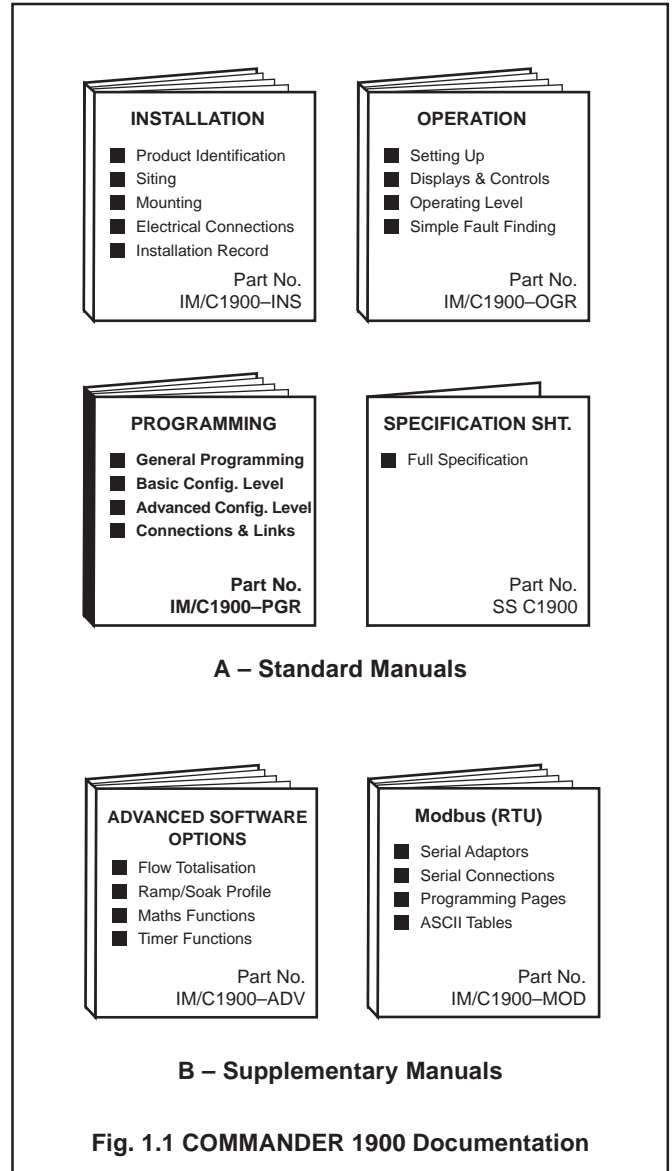 INSTALLATION
Product Identification
Siting
Mounting
Electrical Connections
Installation Record
Part No.
IM/C1900–INS
OPERATION
Setting Up
Displays & Controls
Operating Level
Simple Fault Finding
Part No.
IM/C1900–OGR
PROGRAMMING
General Programming
Basic Config. Level
Advanced Config. Level
Connections & Links
Part No.
IM/C1900–PGR
SPECIFICATION SHT.
Full Specification
Part No.
SS C1900
A – Standard Manuals
ADVANCED SOFTWARE
OPTIONS
Flow Totalisation
Ramp/Soak Profile
Maths Functions
Timer Functions
Part No.
IM/C1900–ADV
Modbus (RTU)
Serial Adaptors
Serial Connections
Programming Pages
ASCII Tables
Part No.
IM/C1900–MOD
B – Supplementary Manuals
Fig. 1.1 COMMANDER 1900 Documentation